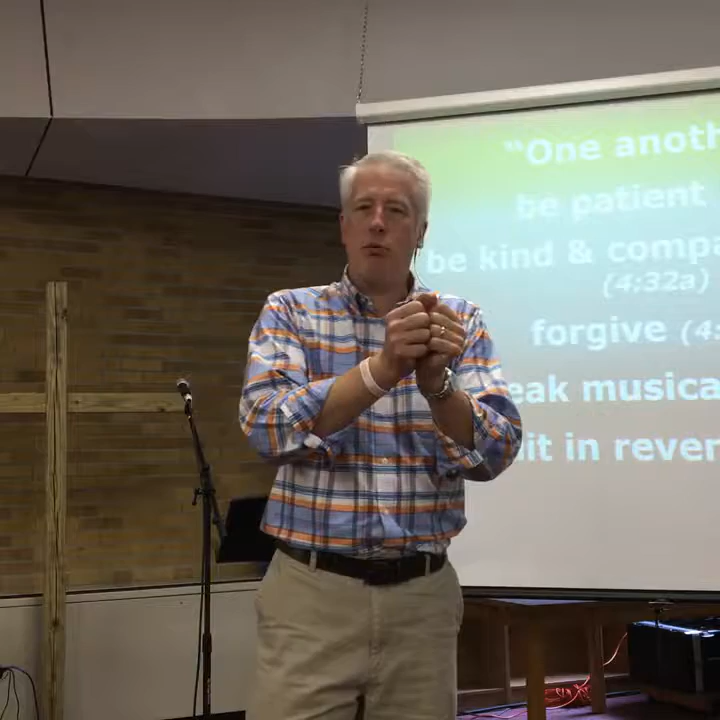 "One anoth
be patient
be kind & compa
(4:32a)
forgive (4:
eak musica
it in rever